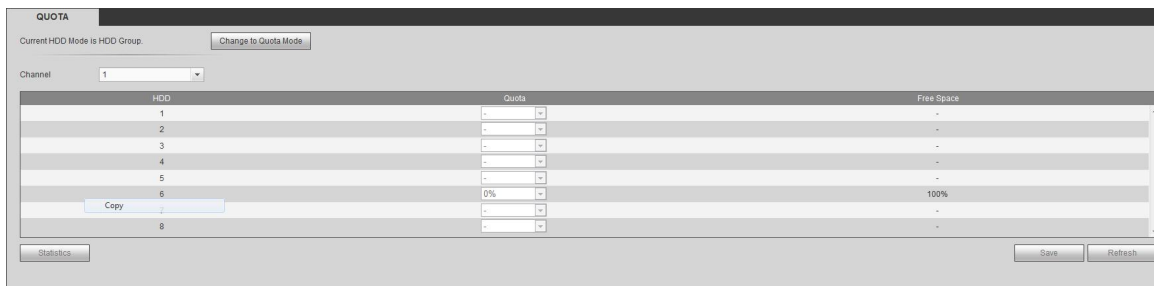 QUOTA
Current HDD Mode is HDD Group. Change to Quota Mode
Channel 1
HDD Quota Free Space
1 - -
2 - -
3 - -
4 - -
5 - -
6 0% 100%
Copy
7 - -
8 - -
Statistics Save Refresh